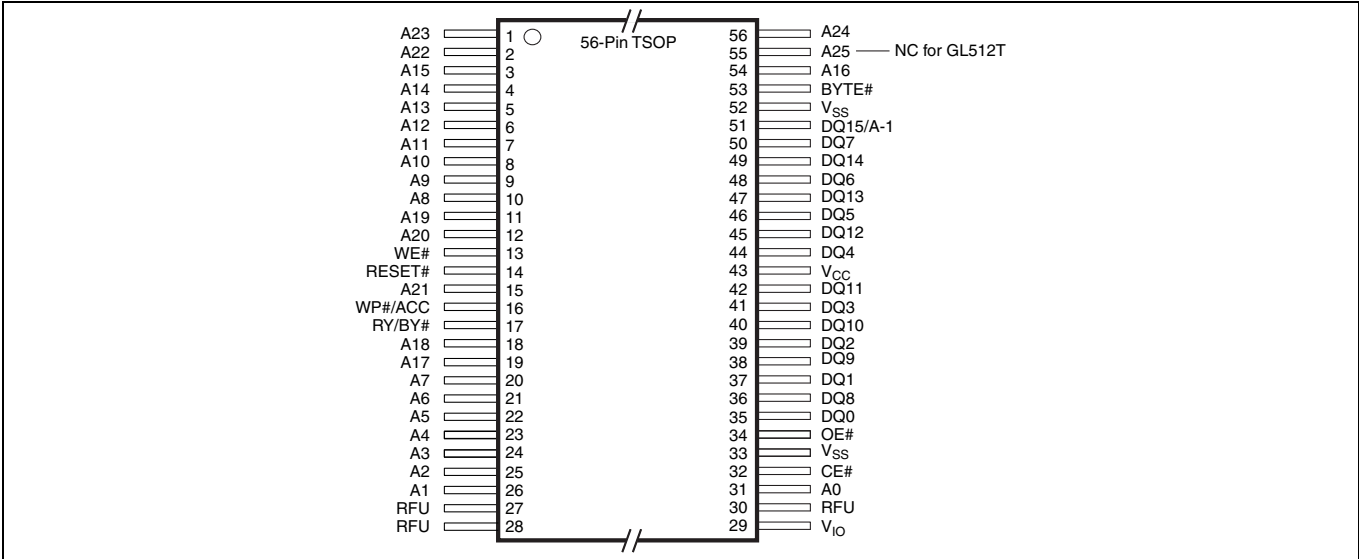 A23 1 56-Pin TSOP 56 A24
A22 2 55 A25 NC for GL512T
A15 3 54 A16
A14 4 53 BYTE#
A13 5 52 VSS
A12 6 51 DQ15/A-1
A11 7 50 DQ7
A10 8 49 DQ14
A9 9 48 DQ6
A8 10 47 DQ13
A19 11 46 DQ5
A20 12 45 DQ12
WE# 13 44 DQ4
RESET# 14 43 VCC
A21 15 42 DQ11
WP#/ACC 16 41 DQ3
RY/BY# 17 40 DQ10
A18 18 39 DQ2
A17 19 38 DQ9
A7 20 37 DQ1
A6 21 36 DQ8
A5 22 35 DQ0
A4 23 34 OE#
A3 24 33 VSS
A2 25 32 CE#
A1 26 31 A0
RFU 27 30 RFU
RFU 28 29 VIO